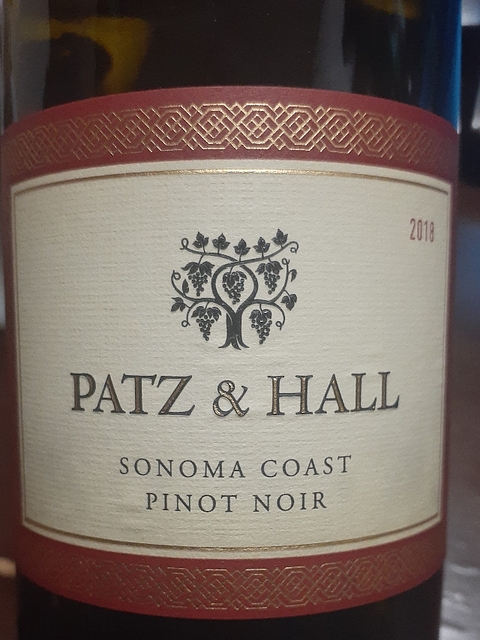 2018
PATZ & HALL
SONOMA COAST
PINOT NOIR